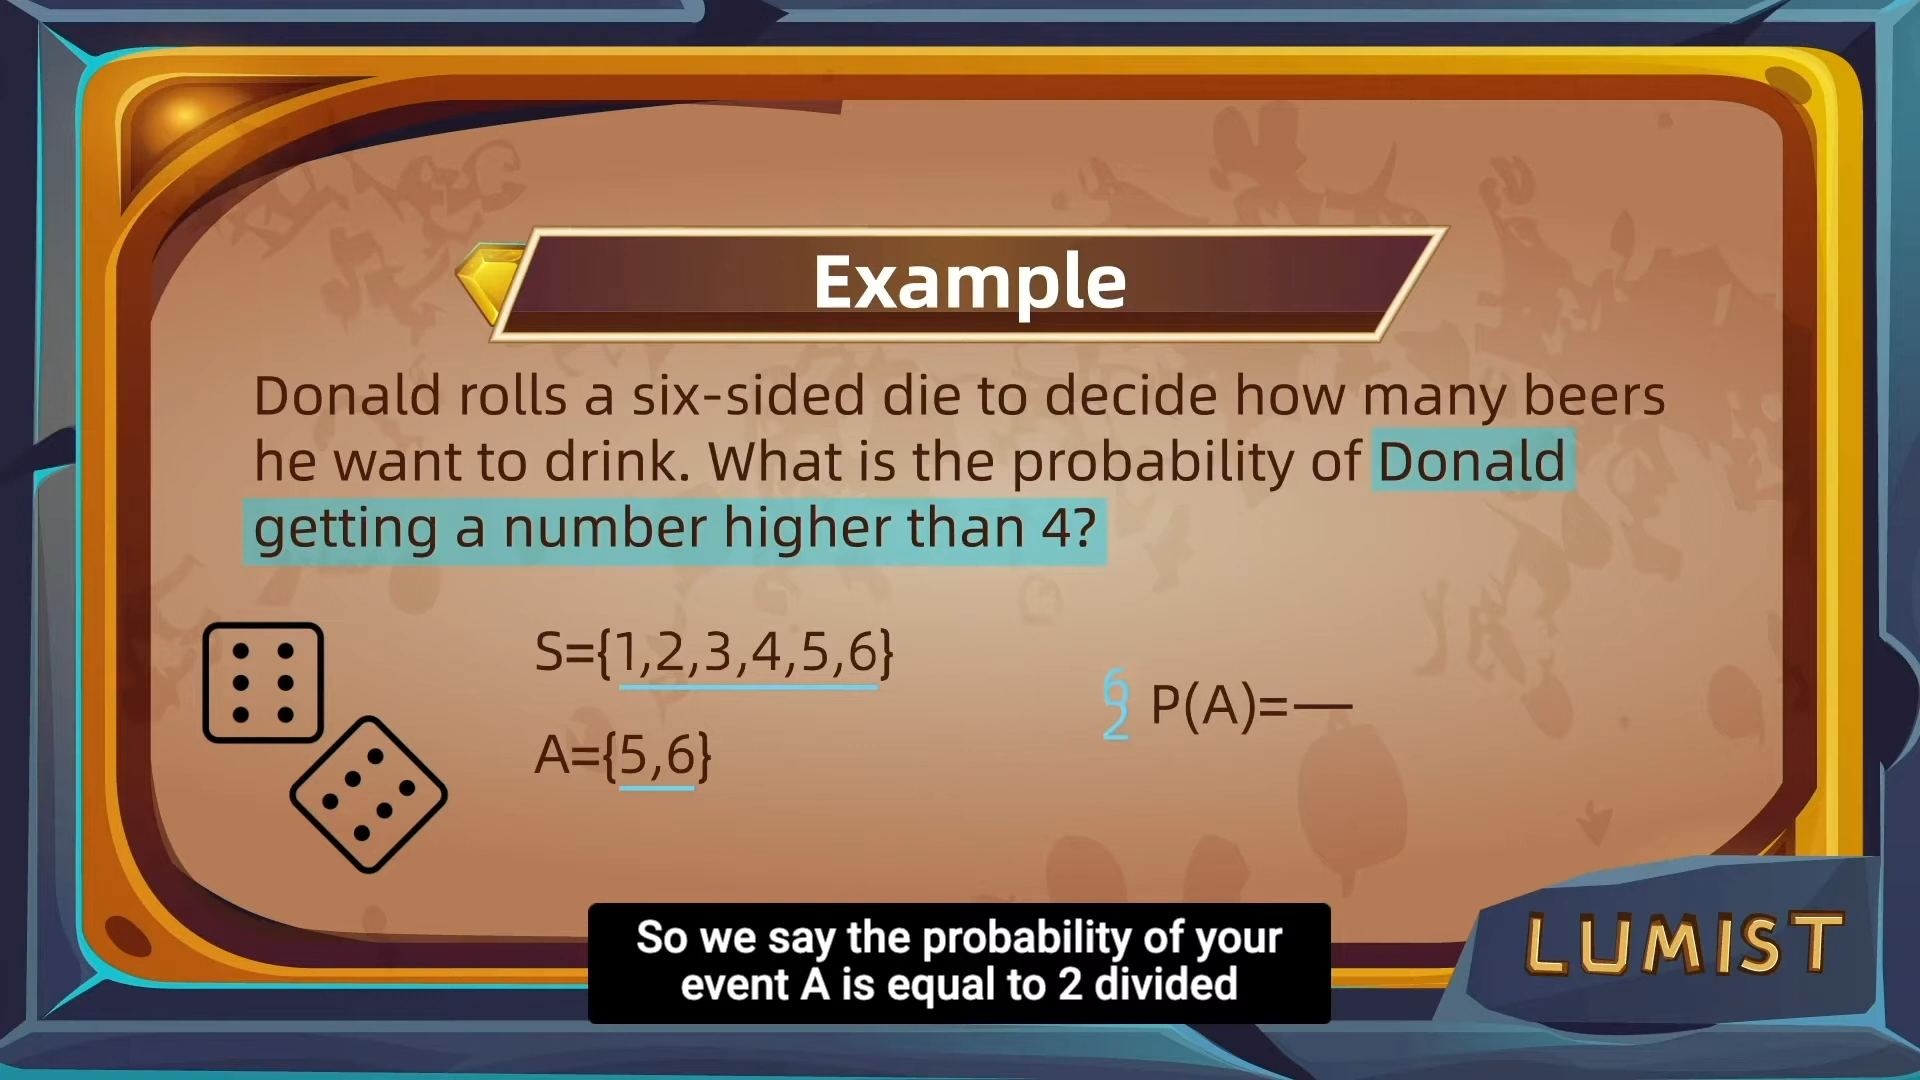 Example
Donald rolls a six-sided die to decide how many beers
he want to drink. What is the probability of Donald
getting a number higher than 4?
S={1,2,3,4,5,6}
A={5,6}
6
2
P(A)=—
So we say the probability of your
event A is equal to 2 divided
LUMIST